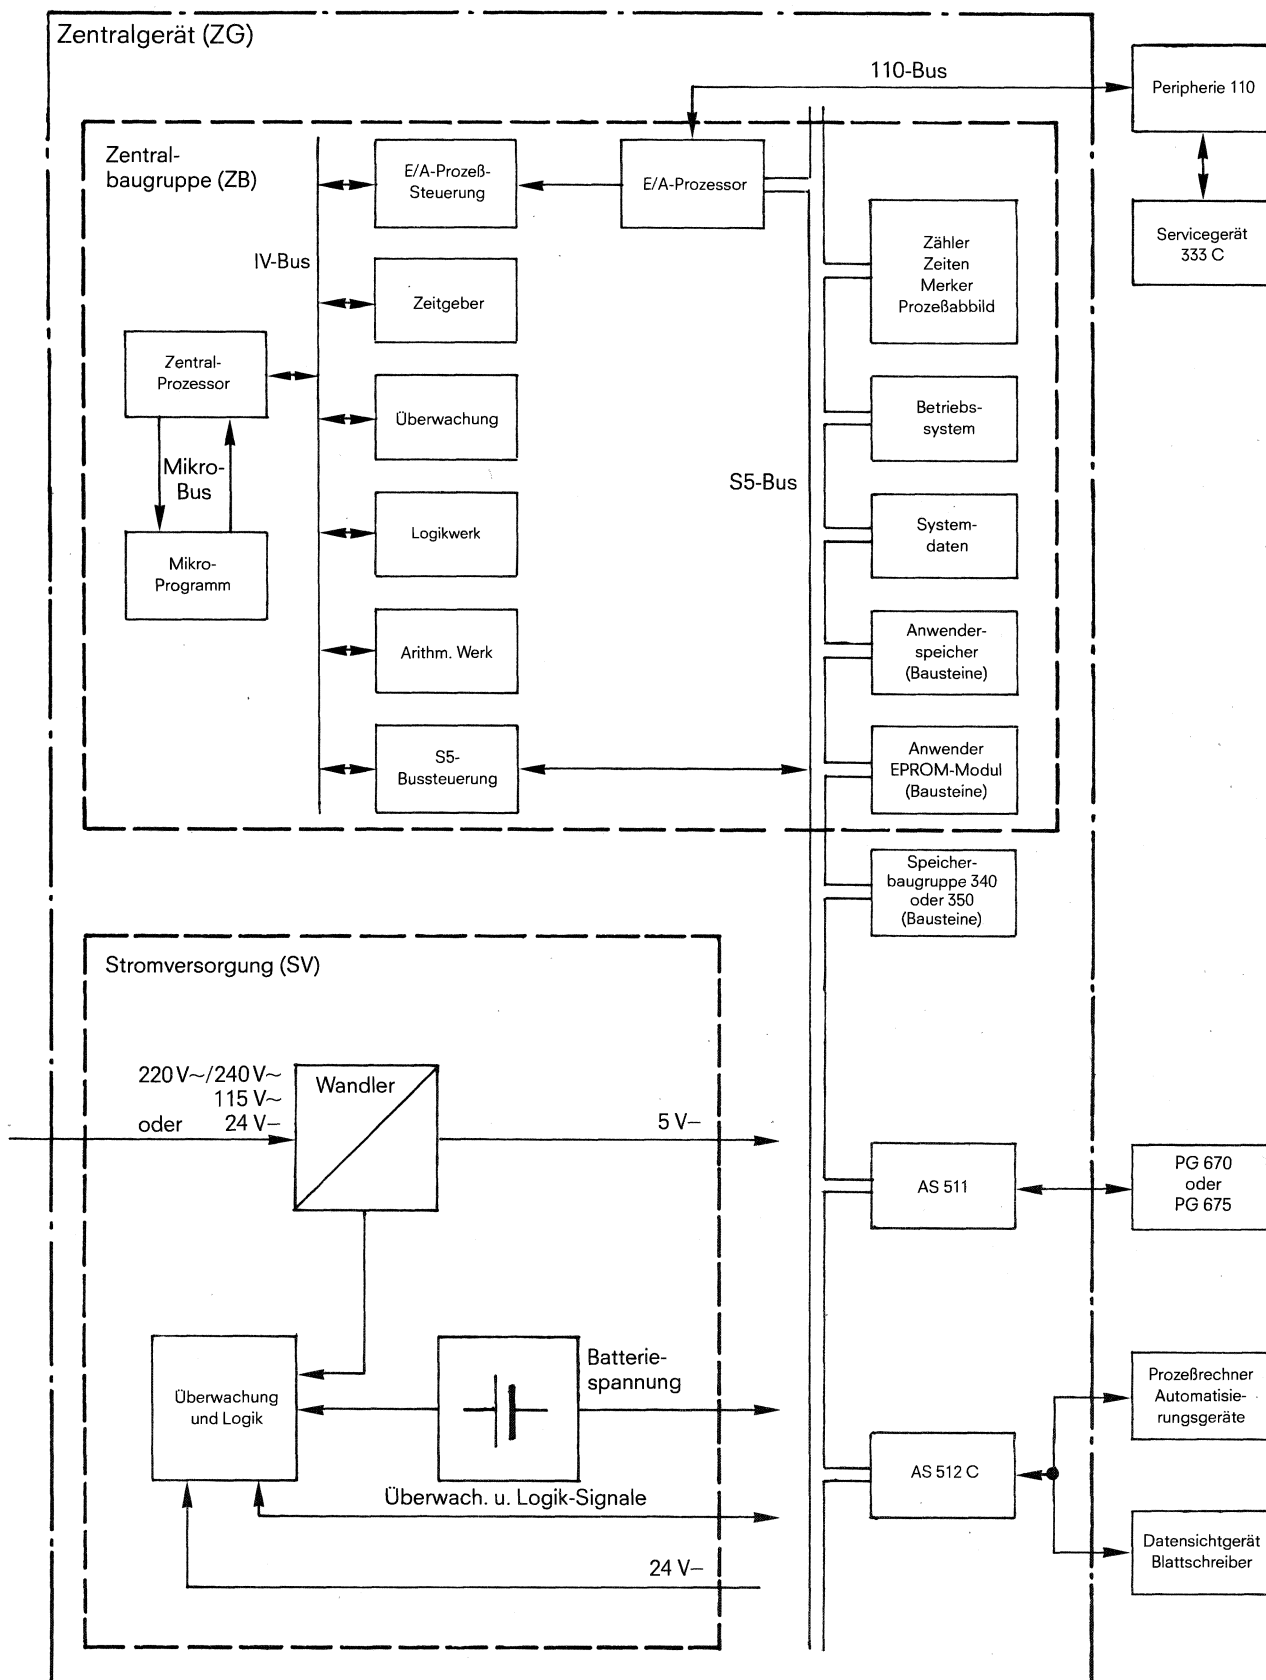 Zentralgerät (ZG)
110-Bus
Peripherie 110
Servicegerät
333 C
Zentral-
baugruppe (ZB)
E/A-Prozeß-
Steuerung
E/A-Prozessor
Zähler
Zeiten
Merker
Prozeßabbild
IV-Bus
Zeitgeber
Zentral-
Prozessor
Überwachung
Betriebs-
system
Mikro-
Bus
S5-Bus
Logikwerk
System-
daten
Mikro-
Programm
Arithm. Werk
Anwender-
speicher
(Bausteine)
S5-
Bussteuerung
Anwender
EPROM-Modul
(Bausteine)
Speicher-
baugruppe 340
oder 350
(Bausteine)
Stromversorgung (SV)
220 V~/240 V~
115 V~
oder 24 V–
Wandler
5 V–
AS 511
PG 670
oder
PG 675
Überwachung
und Logik
Batterie-
spannung
Prozeßrechner
Automatisie-
rungsgeräte
AS 512 C
Überwach. u. Logik-Signale
24 V–
Datensichtgerät
Blattschreiber